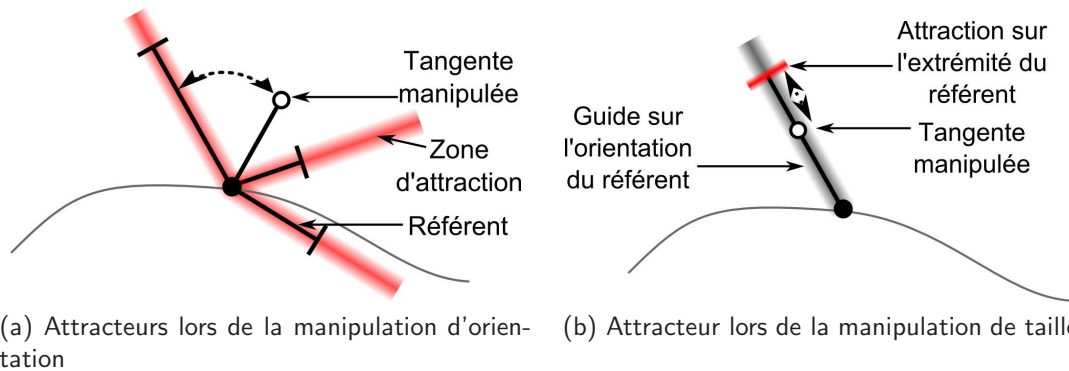 Tangente
manipulée
Zone
d'attraction
Référent
Attraction sur
l'extrémité du
référent
Guide sur
l'orientation
du référent
Tangente
manipulée
(a) Attracteurs lors de la manipulation d'orien-
tation
(b) Attracteur lors de la manipulation de taille